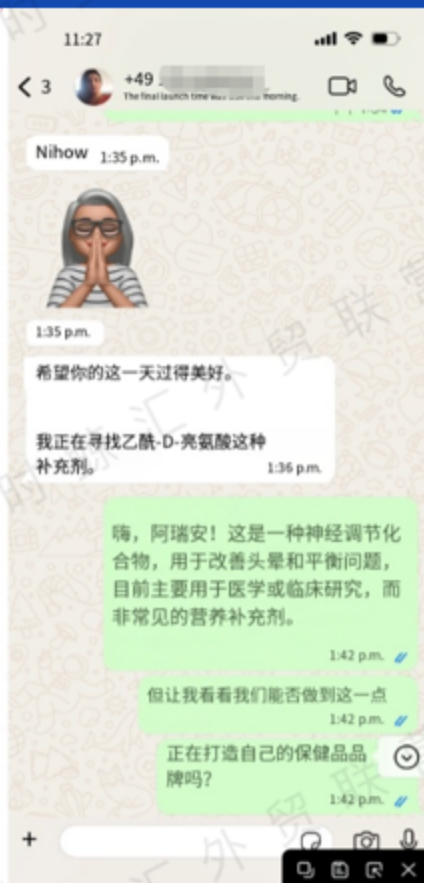 11:27
3
+49
The final launch time was
morning.
Nihow 1:35 p.m.
1:35 p.m.
希望你的这一天过得美好。
我正在寻找乙酰-D-亮氨酸这种
补充剂。
1:36 p.m.
嗨，阿瑞安！这是一种神经调节化
合物，用于改善头晕和平衡问题，
目前主要用于医学或临床研究，而
非常见的营养补充剂。
1:42 p.m.
但让我看看我们能否做到这一点
1:42 p.m.
正在打造自己的保健品品
牌吗？
1:42 p.m.
汇外贸联营